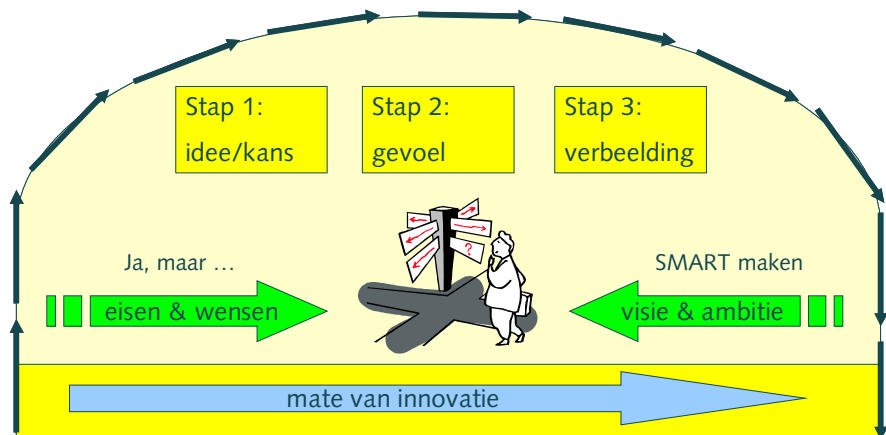 Stap 1:
idee/kans
Stap 2:
gevoel
Stap 3:
verbeelding
?
Ja, maar ...
eisen & wensen
SMART maken
visie & ambitie
mate van innovatie